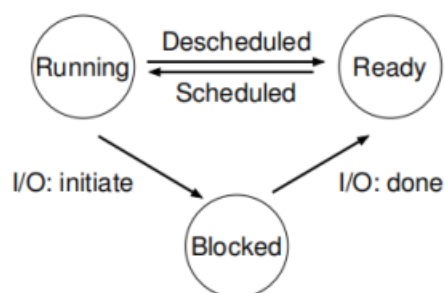 Descheduled
Running
Ready
Scheduled
I/O: initiate
I/O: done
Blocked